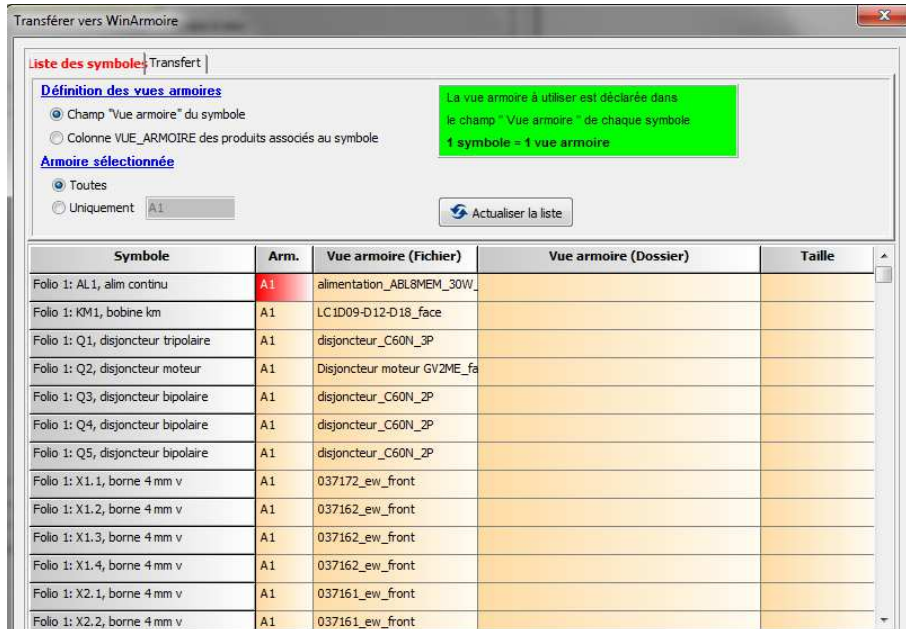 Transférer vers WinArmoire
Liste des symboles Transfert
Définition des vues armoires
Champ "Vue armoire" du symbole
Colonne VUE_ARMOIRE des produits associés au symbole
La vue armoire à utiliser est déclarée dans
le champ " Vue armoire " de chaque symbole
1 symbole = 1 vue armoire
Armoire sélectionnée
Toutes
Uniquement A1
Actualiser la liste
Symbole Arm. Vue armoire (Fichier) Vue armoire (Dossier) Taille
Folio 1: AL1, alim continu A1 alimentation_ABL8MEM_30W_
Folio 1: KM1, bobine km A1 LC1D09-D12-D18_face
Folio 1: Q1, disjoncteur tripolaire A1 disjoncteur_C60N_3P
Folio 1: Q2, disjoncteur moteur A1 Disjoncteur moteur GV2ME_fa
Folio 1: Q3, disjoncteur bipolaire A1 disjoncteur_C60N_2P
Folio 1: Q4, disjoncteur bipolaire A1 disjoncteur_C60N_2P
Folio 1: Q5, disjoncteur bipolaire A1 disjoncteur_C60N_2P
Folio 1: X1.1, borne 4 mm v A1 037172_ew_front
Folio 1: X1.2, borne 4 mm v A1 037162_ew_front
Folio 1: X1.3, borne 4 mm v A1 037162_ew_front
Folio 1: X1.4, borne 4 mm v A1 037162_ew_front
Folio 1: X2.1, borne 4 mm v A1 037161_ew_front
Folio 1: X2.2, borne 4 mm v A1 037161_ew_front